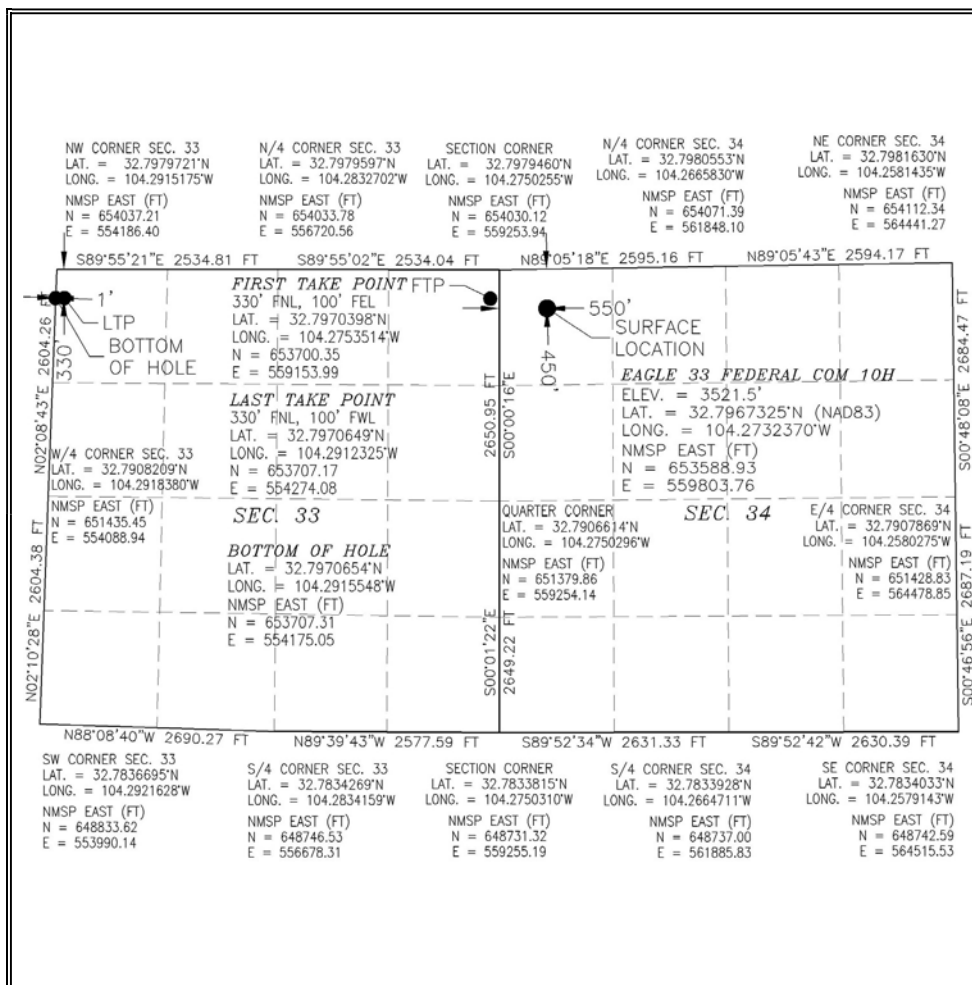 NW CORNER SEC. 33
LAT. = 32.7979721°N
LONG. = 104.2915175°W
NMSP EAST (FT)
N = 654037.21
E = 554186.40
N/4 CORNER SEC. 33
LAT. = 32.7979597°N
LONG. = 104.2832702°W
NMSP EAST (FT)
N = 654033.78
E = 556720.56
SECTION CORNER
LAT. = 32.7979460°N
LONG. = 104.2750255°W
NMSP EAST (FT)
N = 654030.12
E = 559253.94
N/4 CORNER SEC. 34
LAT. = 32.7980553°N
LONG. = 104.2665830°W
NMSP EAST (FT)
N = 654071.39
E = 561848.10
NE CORNER SEC. 34
LAT. = 32.7981630°N
LONG. = 104.2581435°W
NMSP EAST (FT)
N = 654112.34
E = 564441.27
S89°55'21"E 2534.81 FT
S89°55'02"E 2534.04 FT
N89°05'18"E 2595.16 FT
N89°05'43"E 2594.17 FT
N02°08'43"E 2604.26 FT
1'
LTP
BOTTOM
OF HOLE
330'
FIRST TAKE POINT
330' FNL, 100' FEL
LAT. = 32.7970398°N
LONG. = 104.2753514°W
N = 653700.35
E = 559153.99
FTP
LAST TAKE POINT
330' FNL, 100' FWL
LAT. = 32.7970649°N
LONG. = 104.2912325°W
N = 653707.17
E = 554274.08
2650.95 FT
S00°00'16"E
550'
SURFACE
LOCATION
450'
EAGLE 33 FEDERAL COM 10H
ELEV. = 3521.5'
LAT. = 32.7967325°N (NAD83)
LONG. = 104.2732370°W
NMSP EAST (FT)
N = 653588.93
E = 559803.76
S00°48'08"E 2684.47 FT
W/4 CORNER SEC. 33
LAT. = 32.7908209°N
LONG. = 104.2918380°W
NMSP EAST (FT)
N = 651435.45
E = 554088.94
SEC. 33
BOTTOM OF HOLE
LAT. = 32.7970654°N
LONG. = 104.2915548°W
NMSP EAST (FT)
N = 653707.31
E = 554175.05
QUARTER CORNER
LAT. = 32.7906614°N
LONG. = 104.2750296°W
NMSP EAST (FT)
N = 651379.86
E = 559254.14
SEC. 34
E/4 CORNER SEC. 34
LAT. = 32.7907869°N
LONG. = 104.2580275°W
NMSP EAST (FT)
N = 651428.83
E = 564478.85
N02°10'28"E 2604.38 FT
S00°01'22"E
2649.22 FT
S00°46'56"E 2687.19 FT
N88°08'40"W 2690.27 FT
N89°39'43"W 2577.59 FT
S89°52'34"W 2631.33 FT
S89°52'42"W 2630.39 FT
SW CORNER SEC. 33
LAT. = 32.7836695°N
LONG. = 104.2921628°W
NMSP EAST (FT)
N = 648833.62
E = 553990.14
S/4 CORNER SEC. 33
LAT. = 32.7834269°N
LONG. = 104.2834159°W
NMSP EAST (FT)
N = 648746.53
E = 556678.31
SECTION CORNER
LAT. = 32.7833815°N
LONG. = 104.2750310°W
NMSP EAST (FT)
N = 648731.32
E = 559255.19
S/4 CORNER SEC. 34
LAT. = 32.7833928°N
LONG. = 104.2664711°W
NMSP EAST (FT)
N = 648737.00
E = 561885.83
SE CORNER SEC. 34
LAT. = 32.7834033°N
LONG. = 104.2579143°W
NMSP EAST (FT)
N = 648742.59
E = 564515.53